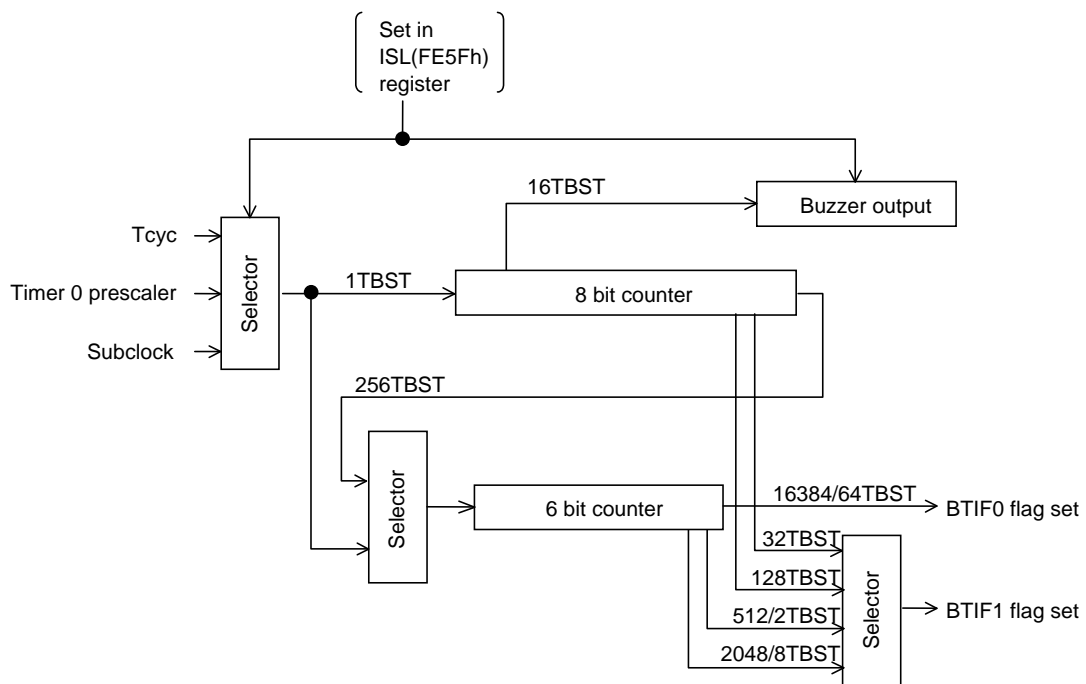 Set in
ISL(FE5Fh)
register
16TBST
Buzzer output
Tcyc
Timer 0 prescaler
Subclock
Selector
1TBST
8 bit counter
256TBST
Selector
6 bit counter
16384/64TBST
BTIF0 flag set
32TBST
128TBST
512/2TBST
2048/8TBST
Selector
BTIF1 flag set